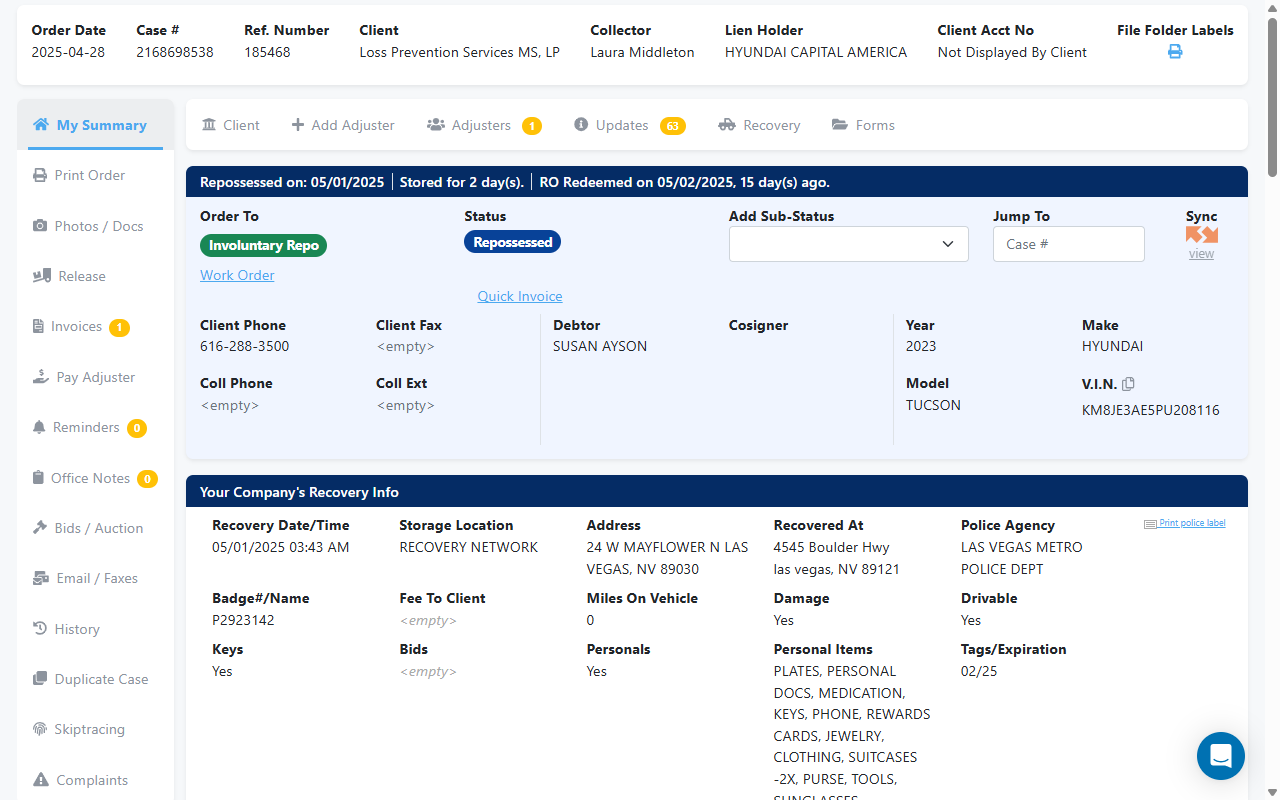 Order Date Case # Ref. Number Client Collector Lien Holder Client Acct No File Folder Labels
2025-04-28 2168698538 185468 Loss Prevention Services MS, LP Laura Middleton HYUNDAI CAPITAL AMERICA Not Displayed By Client
My Summary
Print Order
Photos / Docs
Release
Invoices 1
Pay Adjuster
Reminders 0
Office Notes 0
Bids / Auction
Email / Faxes
History
Duplicate Case
Skiptracing
Complaints
Client Add Adjuster Adjusters 1 Updates 63 Recovery Forms
Repossessed on: 05/01/2025 | Stored for 2 day(s). | RO Redeemed on 05/02/2025, 15 day(s) ago.
Order To Status Add Sub-Status Jump To Sync
Involuntary Repo Repossessed Case # view
Work Order
Quick Invoice
Client Phone Client Fax Debtor Cosigner Year Make
616-288-3500 <empty> SUSAN AYSON 2023 HYUNDAI
Coll Phone Coll Ext Model V.I.N.
<empty> <empty> TUCSON KM8JE3AE5PU208116
Your Company's Recovery Info
Recovery Date/Time Storage Location Address Recovered At Police Agency Print police label
05/01/2025 03:43 AM RECOVERY NETWORK 24 W MAYFLOWER N LAS 4545 Boulder Hwy LAS VEGAS METRO
VEGAS, NV 89030 las vegas, NV 89121 POLICE DEPT
Badge#/Name Fee To Client Miles On Vehicle Damage Drivable
P2923142 <empty> 0 Yes Yes
Keys Bids Personals Personal Items Tags/Expiration
Yes <empty> Yes PLATES, PERSONAL 02/25
DOCS, MEDICATION,
KEYS, PHONE, REWARDS
CARDS, JEWELRY,
CLOTHING, SUITCASES
-2X, PURSE, TOOLS,
SUNGLASSES